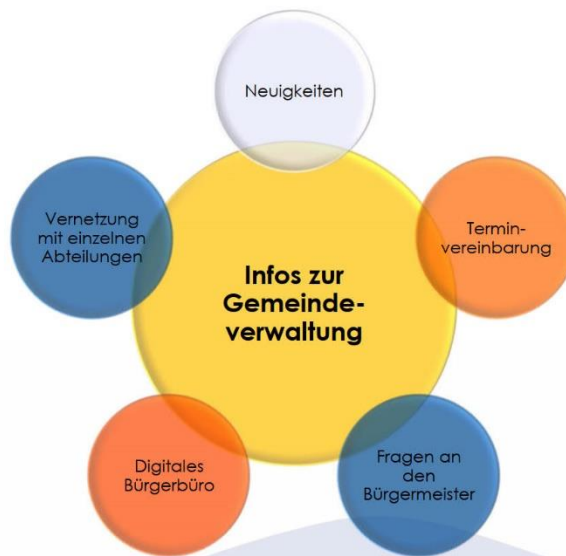 Neuigkeiten
Vernetzung
mit einzelnen
Abteilungen
Termin-
vereinbarung
Infos zur
Gemeinde-
verwaltung
Digitales
Bürgerbüro
Fragen an
den
Bürgermeister